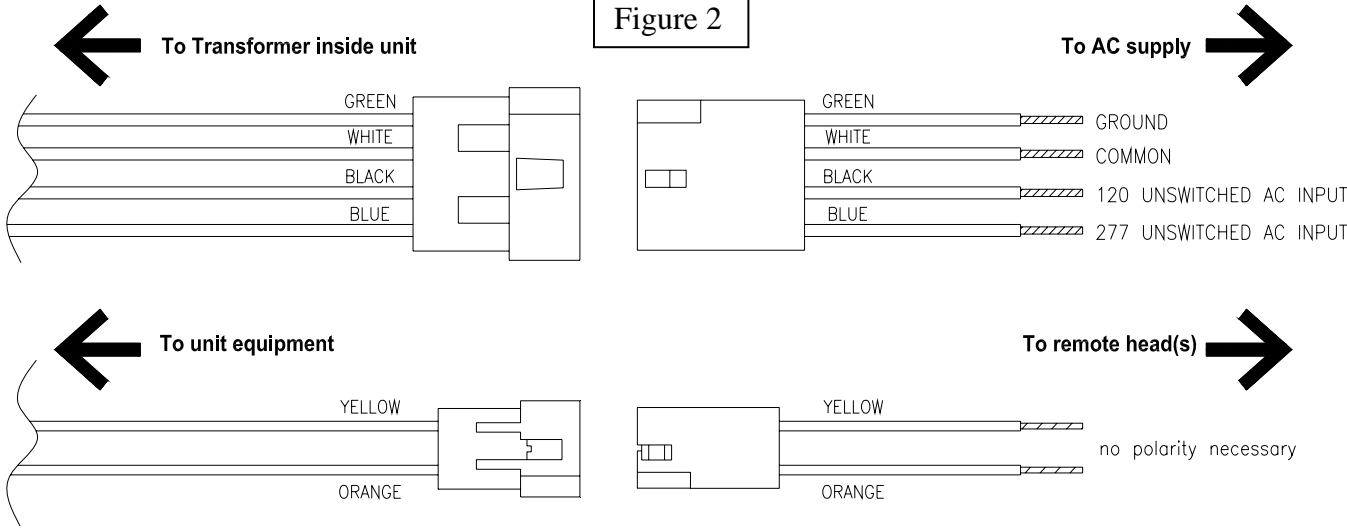 Figure 2
To Transformer inside unit
To AC supply
GREEN
GREEN
GROUND
WHITE
WHITE
COMMON
BLACK
BLACK
120 UNSWITCHED AC INPUT
BLUE
BLUE
277 UNSWITCHED AC INPUT
To unit equipment
To remote head(s)
YELLOW
YELLOW
no polarity necessary
ORANGE
ORANGE